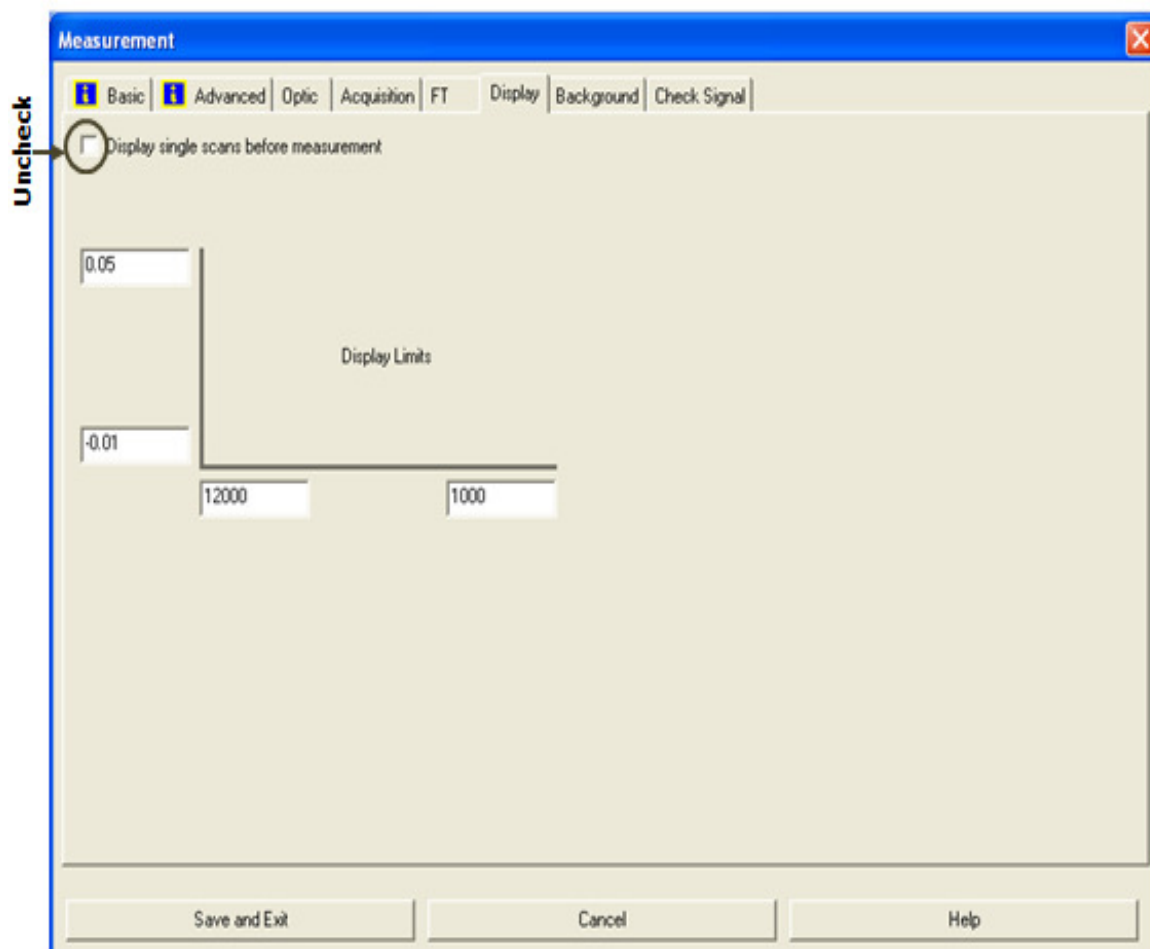 Measurement
Basic Advanced Optic Acquisition FT Display Background Check Signal
Uncheck
Display single scans before measurement
0.05
Display Limits
-0.01
12000 1000
Save and Exit Cancel Help